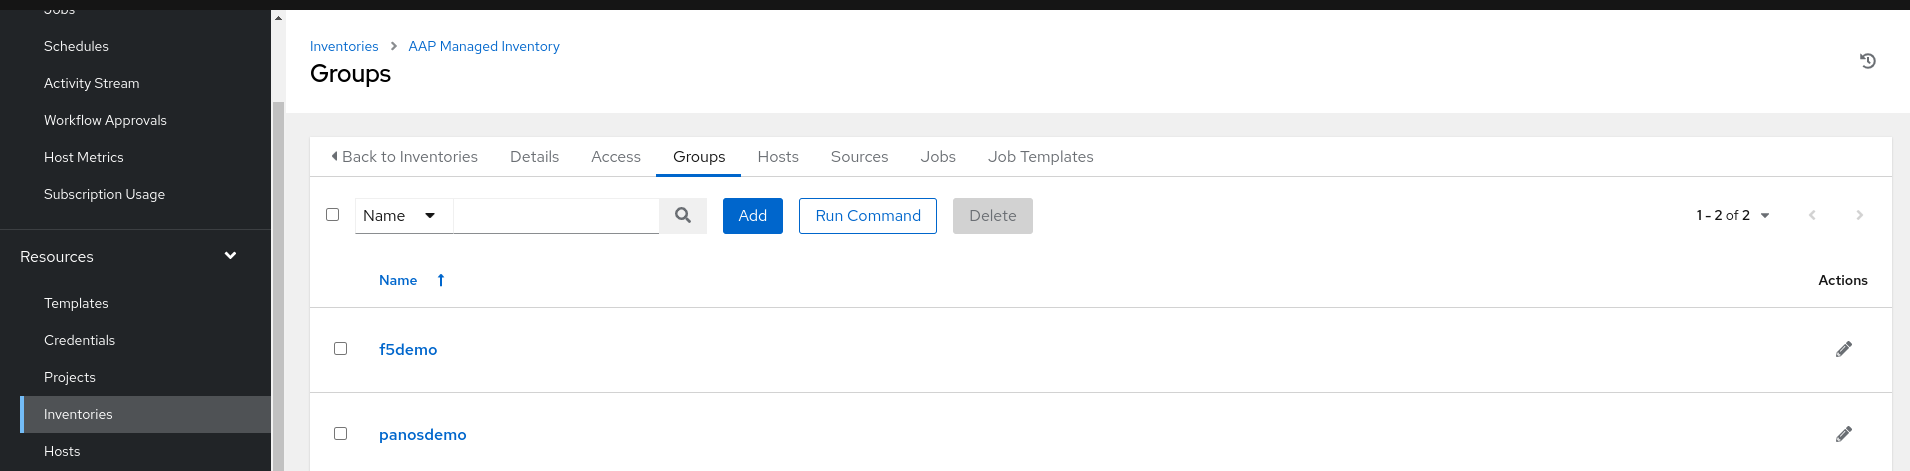 Jobs
Schedules
Activity Stream
Workflow Approvals
Host Metrics
Subscription Usage
Resources
Templates
Credentials
Projects
Inventories
Hosts
Inventories > AAP Managed Inventory
Groups
Back to Inventories Details Access Groups Hosts Sources Jobs Job Templates
Name Add Run Command Delete 1 - 2 of 2
Name Actions
f5demo
panosdemo